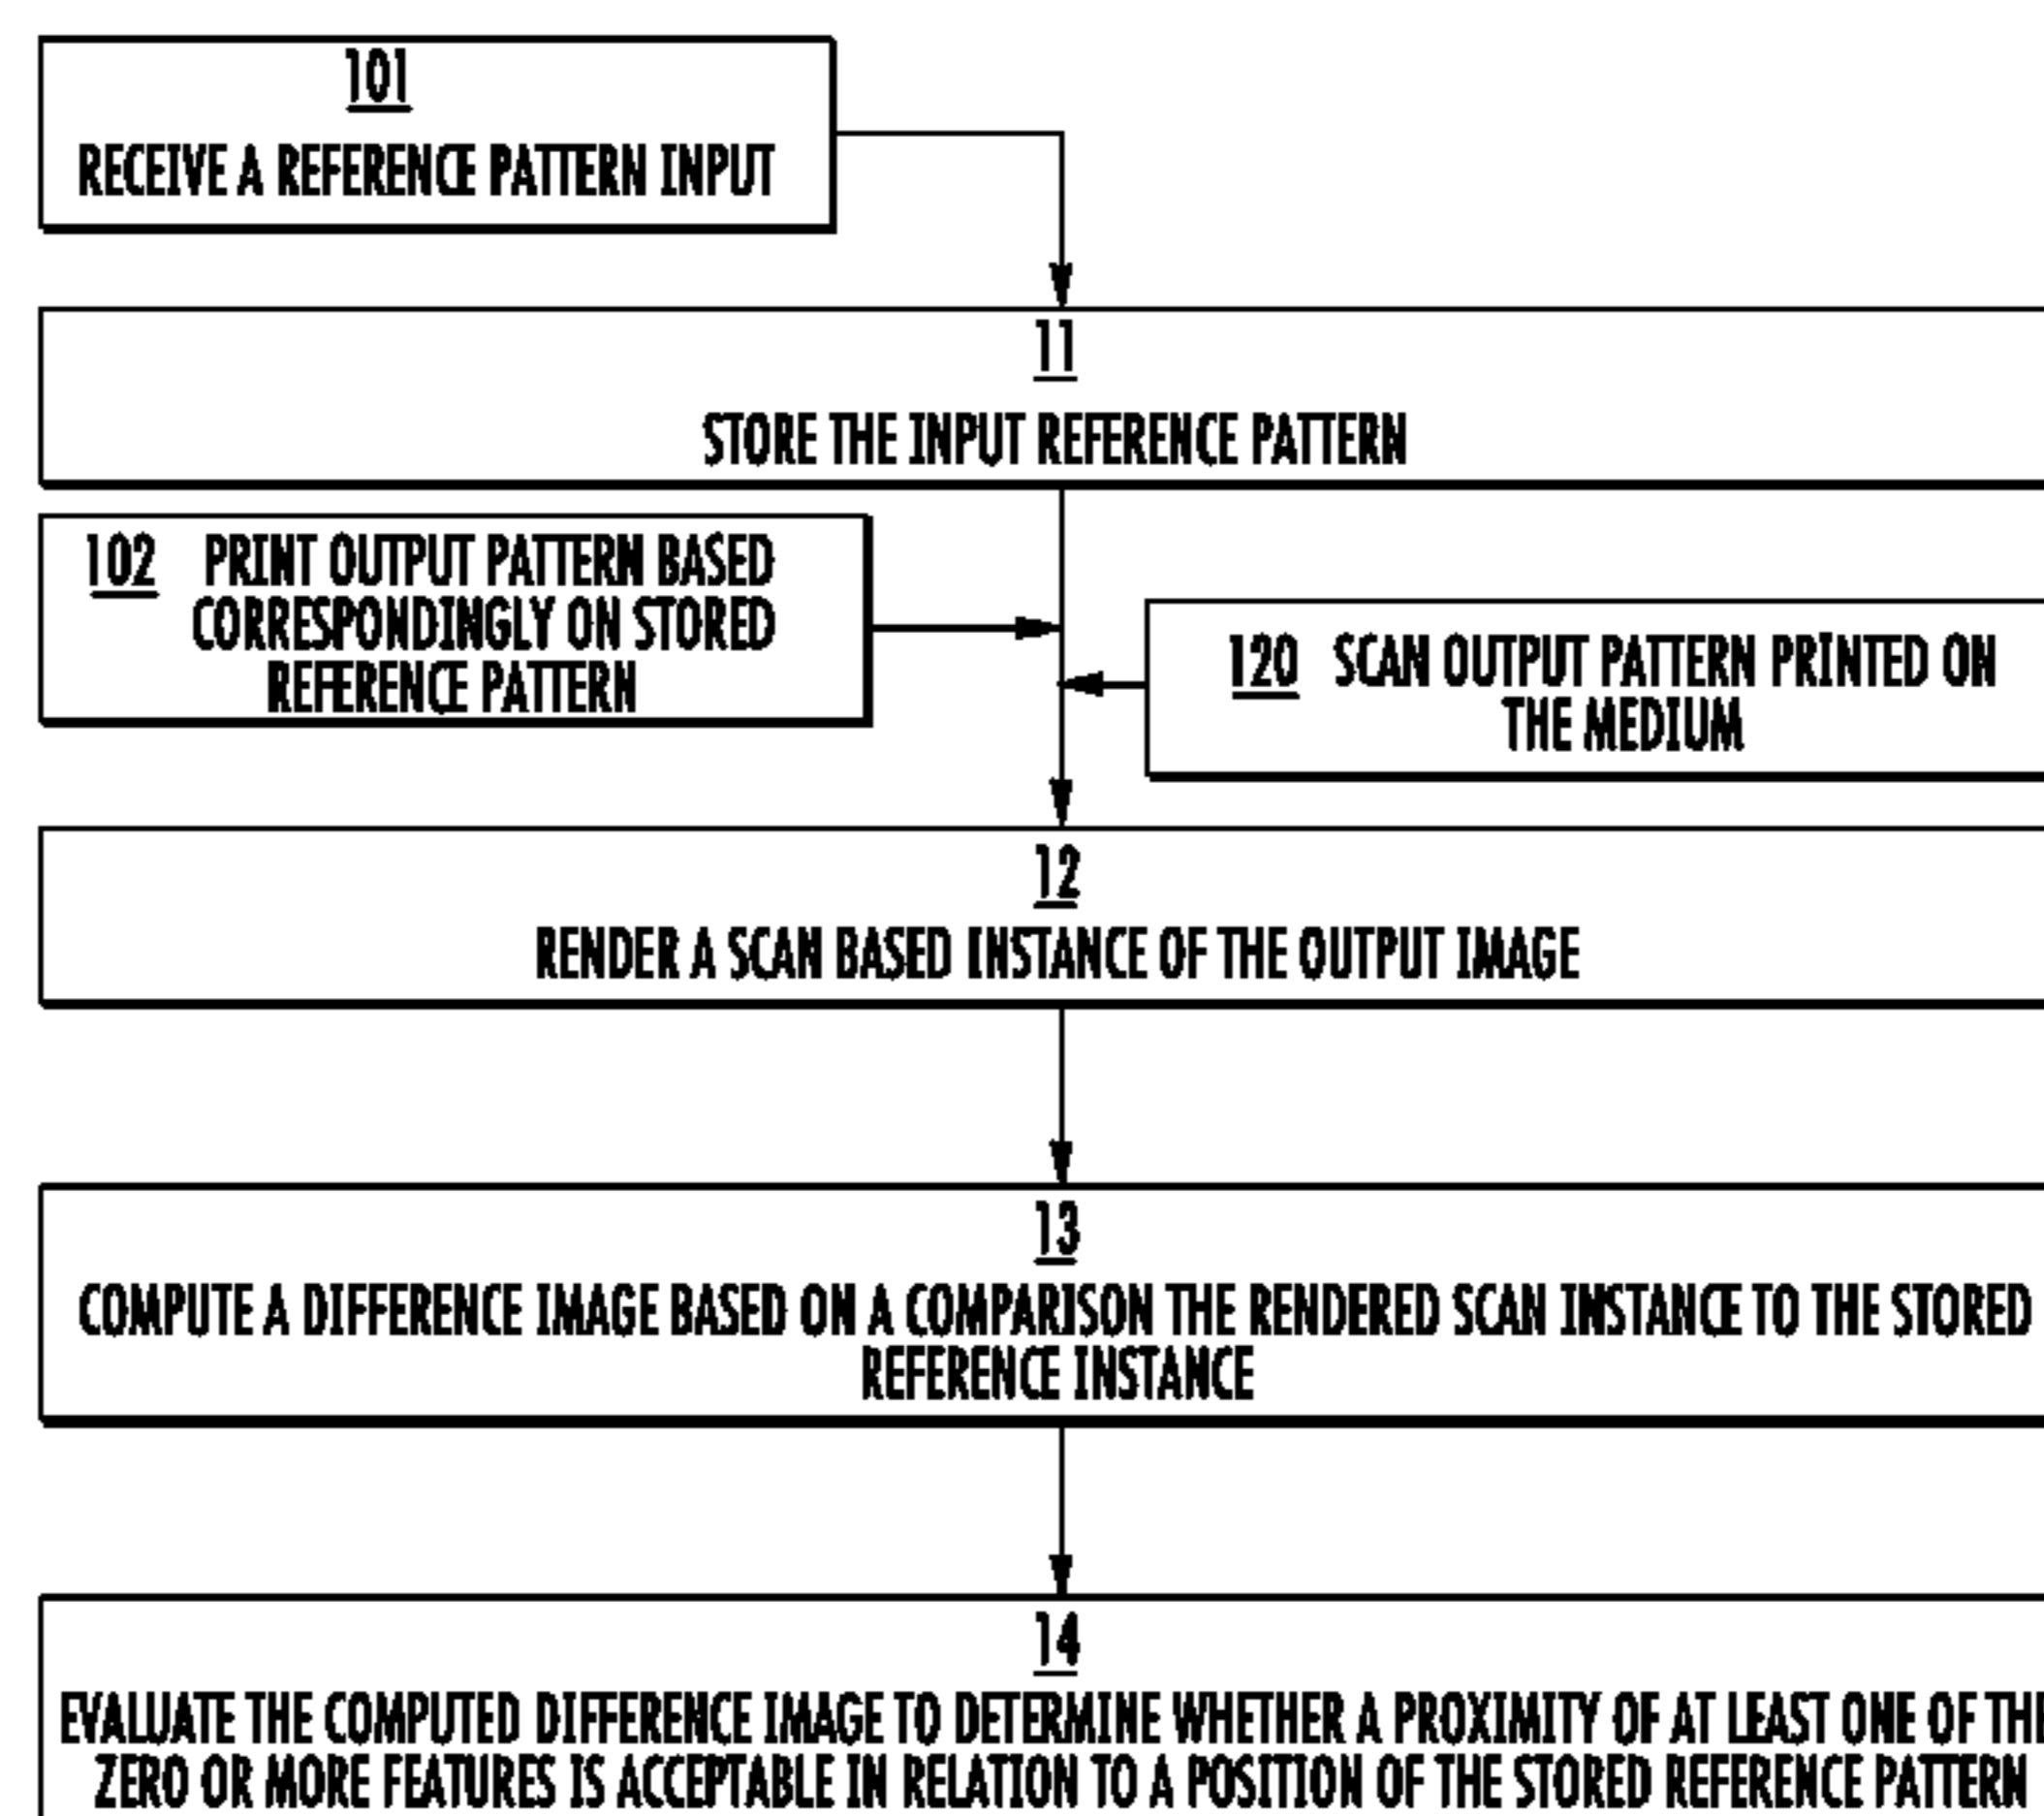 101
RECEIVE A REFERENCE PATTERN INPUT
11
STORE THE INPUT REFERENCE PATTERN
102 PRINT OUTPUT PATTERN BASED
CORRESPONDINGLY ON STORED
REFERENCE PATTERN
120 SCAN OUTPUT PATTERN PRINTED ON
THE MEDIUM
12
RENDER A SCAN BASED INSTANCE OF THE OUTPUT IMAGE
13
COMPUTE A DIFFERENCE IMAGE BASED ON A COMPARISON THE RENDERED SCAN INSTANCE TO THE STORED
REFERENCE INSTANCE
14
EVALUATE THE COMPUTED DIFFERENCE IMAGE TO DETERMINE WHETHER A PROXIMITY OF AT LEAST ONE OF THE
ZERO OR MORE FEATURES IS ACCEPTABLE IN RELATION TO A POSITION OF THE STORED REFERENCE PATTERN